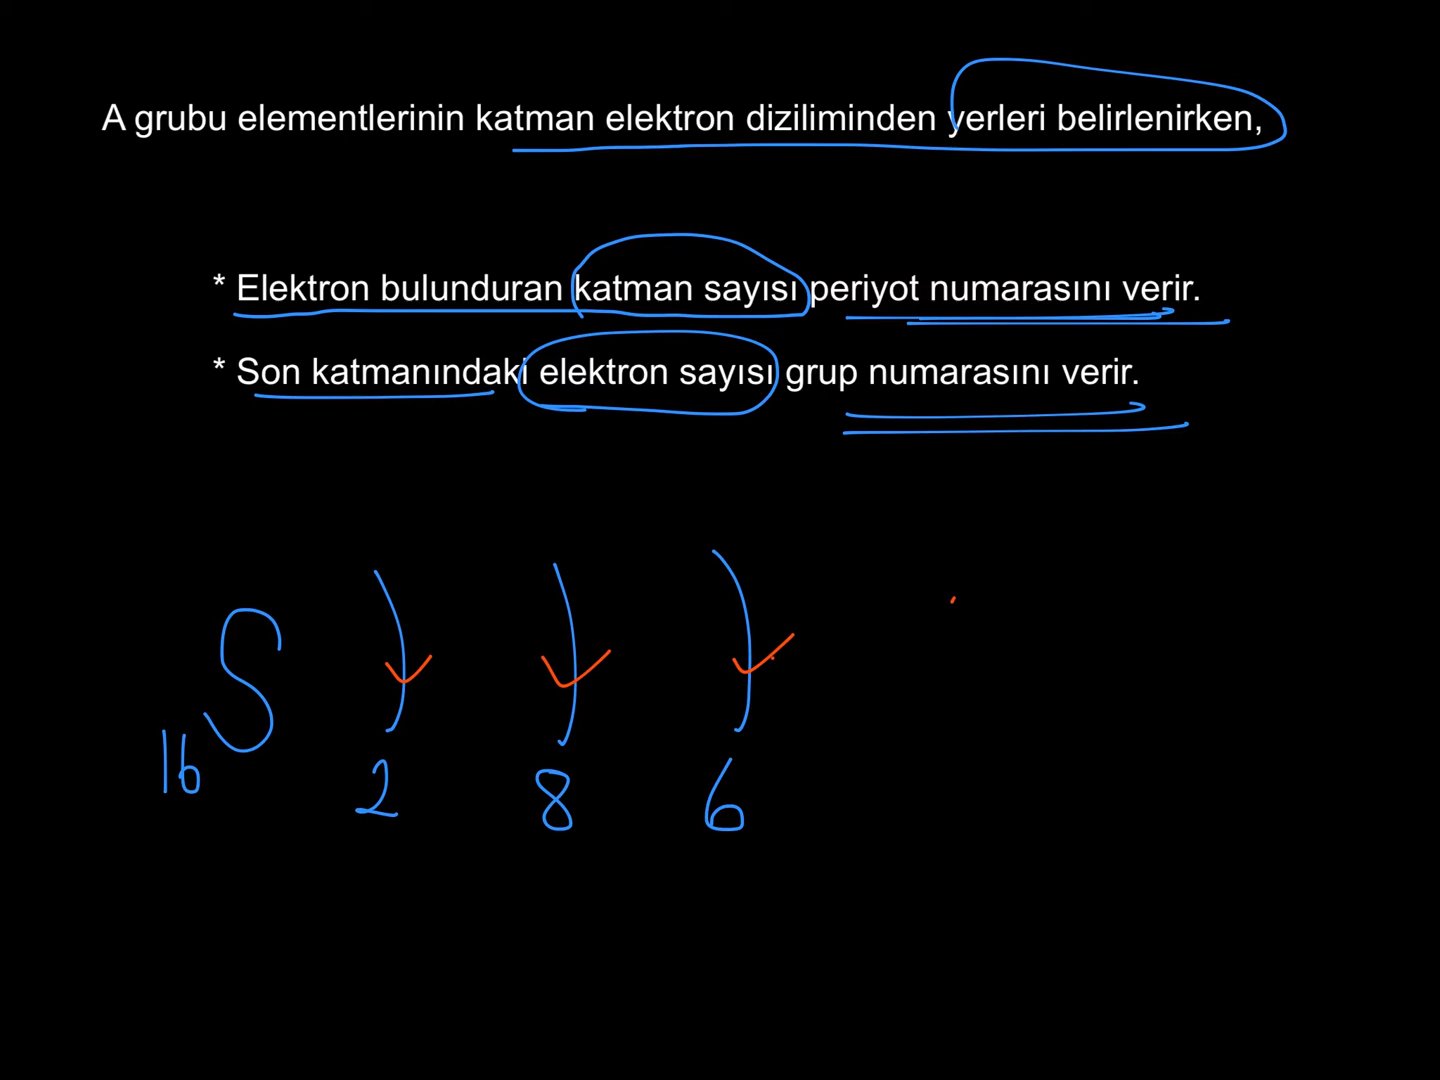 A grubu elementlerinin katman elektron diziliminden yerleri belirlenirken,
* Elektron bulunduran katman sayısı periyot numarasını verir.
* Son katmanındaki elektron sayısı grup numarasını verir.
16S
2 8 6